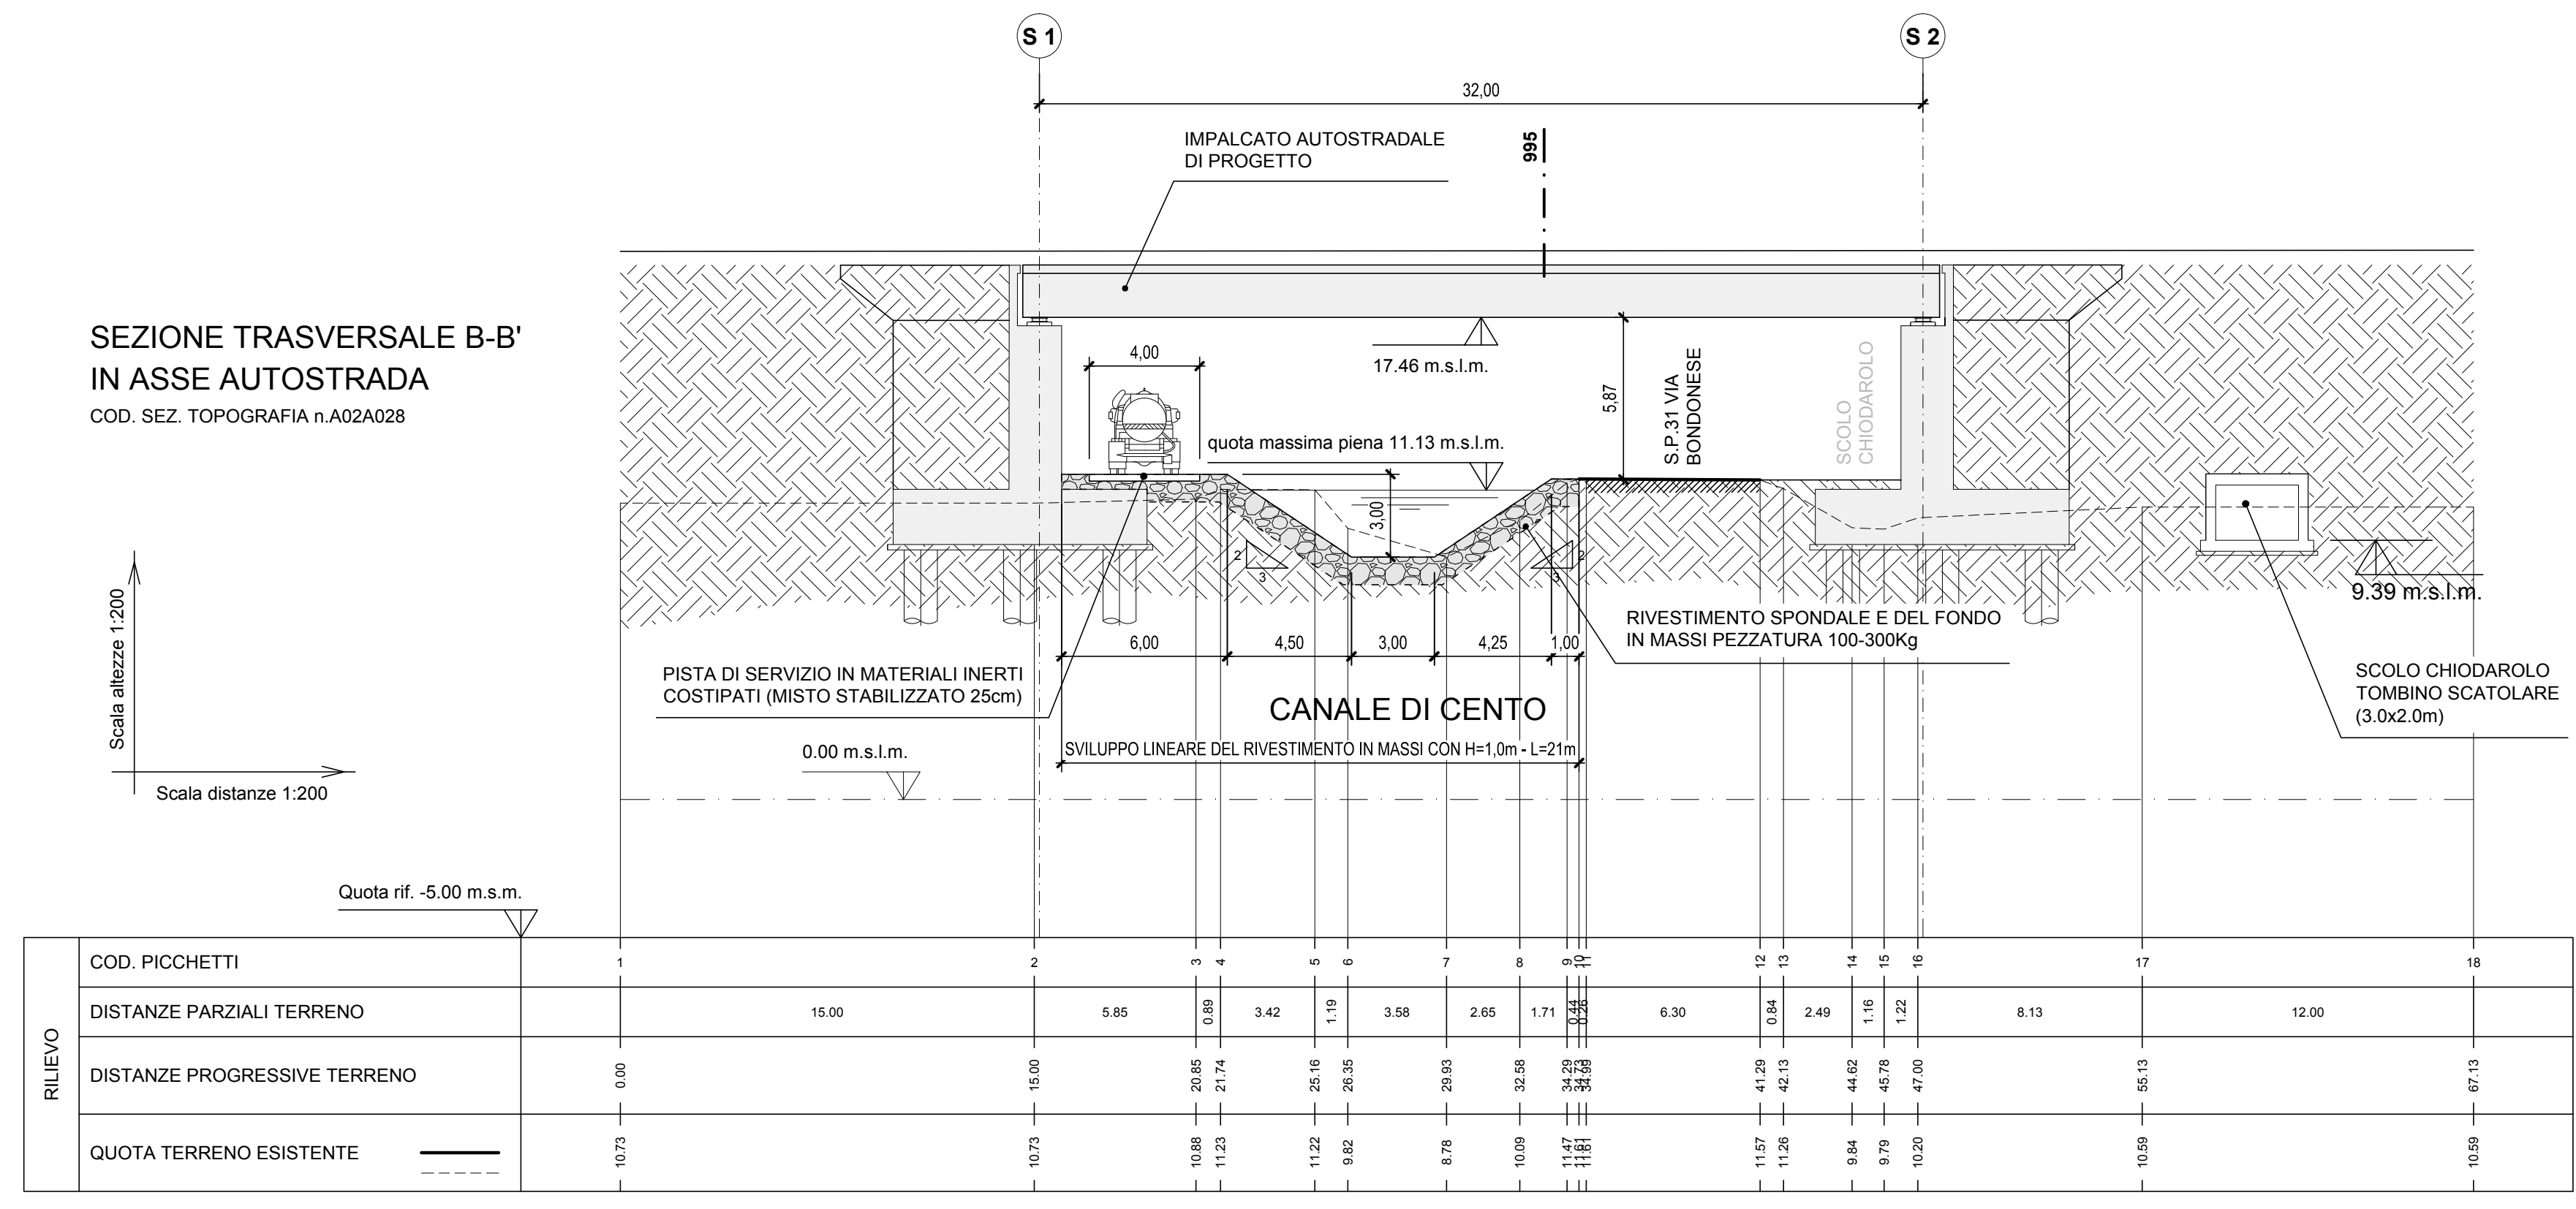 S 1
S 2
32,00
IMPALCATO AUTOSTRADALE
DI PROGETTO
995
SEZIONE TRASVERSALE B-B'
IN ASSE AUTOSTRADA
COD. SEZ. TOPOGRAFIA n.A02A028
4,00
17.46 m.s.l.m.
5,87
S.P.31 VIA
BONDONESE
SCOLO
CHIODAROLO
quota massima piena 11.13 m.s.l.m.
3,00
2
3
2
3
9.39 m.s.l.m.
Scala altezze 1:200
Scala distanze 1:200
RIVESTIMENTO SPONDALE E DEL FONDO
IN MASSI PEZZATURA 100-300Kg
6,00 4,50 3,00 4,25 1,00
PISTA DI SERVIZIO IN MATERIALI INERTI
COSTIPATI (MISTO STABILIZZATO 25cm)
SCOLO CHIODAROLO
TOMBINO SCATOLARE
(3.0x2.0m)
CANALE DI CENTO
SVILUPPO LINEARE DEL RIVESTIMENTO IN MASSI CON H=1,0m - L=21m
0.00 m.s.l.m.
Quota rif. -5.00 m.s.m.
RILIEVO
COD. PICCHETTI 1 2 3 4 5 6 7 8 9 10 11 12 13 14 15 16 17 18
DISTANZE PARZIALI TERRENO 15.00 5.85 0.89 3.42 1.19 3.58 2.65 1.71 0.44 0.26 6.30 0.84 2.49 1.16 1.22 8.13 12.00
DISTANZE PROGRESSIVE TERRENO 0.00 15.00 20.85 21.74 25.16 26.35 29.93 32.58 34.29 34.73 34.99 41.29 42.13 44.62 45.78 47.00 55.13 67.13
QUOTA TERRENO ESISTENTE 10.73 10.73 10.88 11.23 11.22 9.82 8.78 10.09 11.47 11.61 11.61 11.57 11.26 9.84 9.79 10.20 10.59 10.59